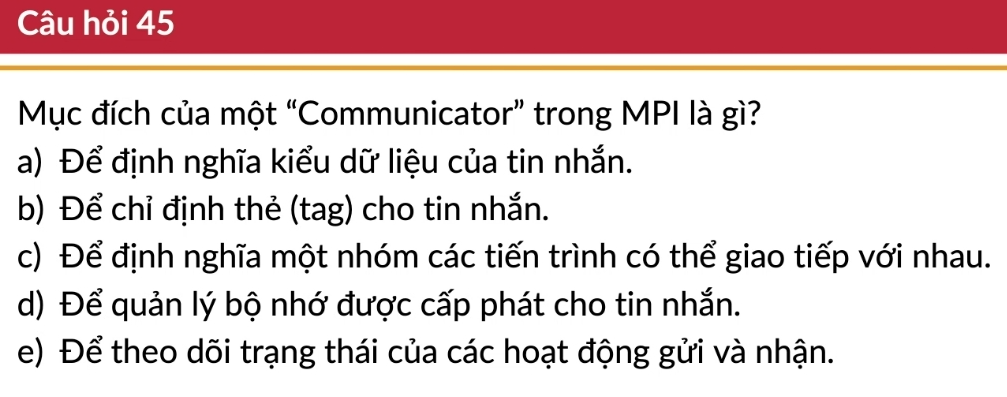 Câu hỏi 45
Mục đích của một “Communicator” trong MPI là gì?
a) Để định nghĩa kiểu dữ liệu của tin nhắn.
b) Để chỉ định thẻ (tag) cho tin nhắn.
c) Để định nghĩa một nhóm các tiến trình có thể giao tiếp với nhau.
d) Để quản lý bộ nhớ được cấp phát cho tin nhắn.
e) Để theo dõi trạng thái của các hoạt động gửi và nhận.